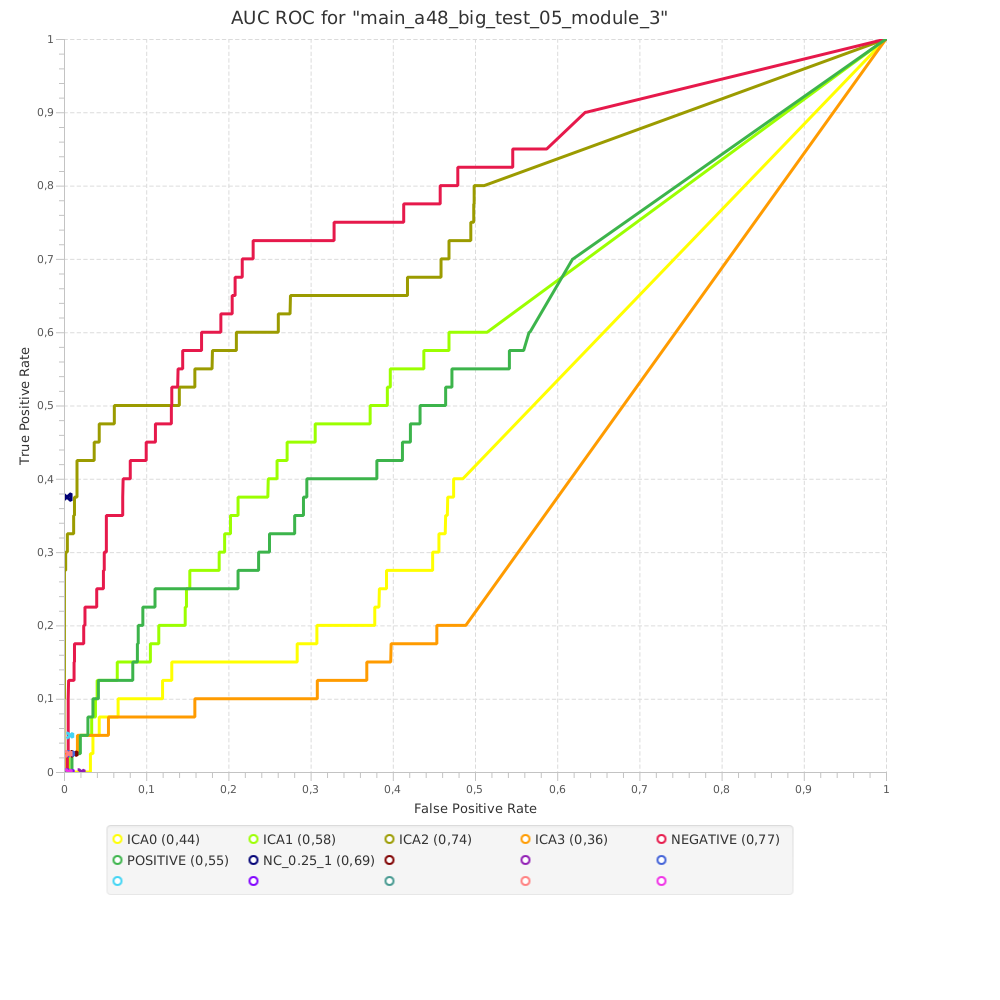 AUC ROC for "main_a48_big_test_05_module_3"
1
0,9
0,8
0,7
0,6
0,5
0,4
0,3
0,2
0,1
0
True Positive Rate
0 0,1 0,2 0,3 0,4 0,5 0,6 0,7 0,8 0,9 1
False Positive Rate
ICA0 (0,44) ICA1 (0,58) ICA2 (0,74) ICA3 (0,36) NEGATIVE (0,77)
POSITIVE (0,55) NC_0.25_1 (0,69)